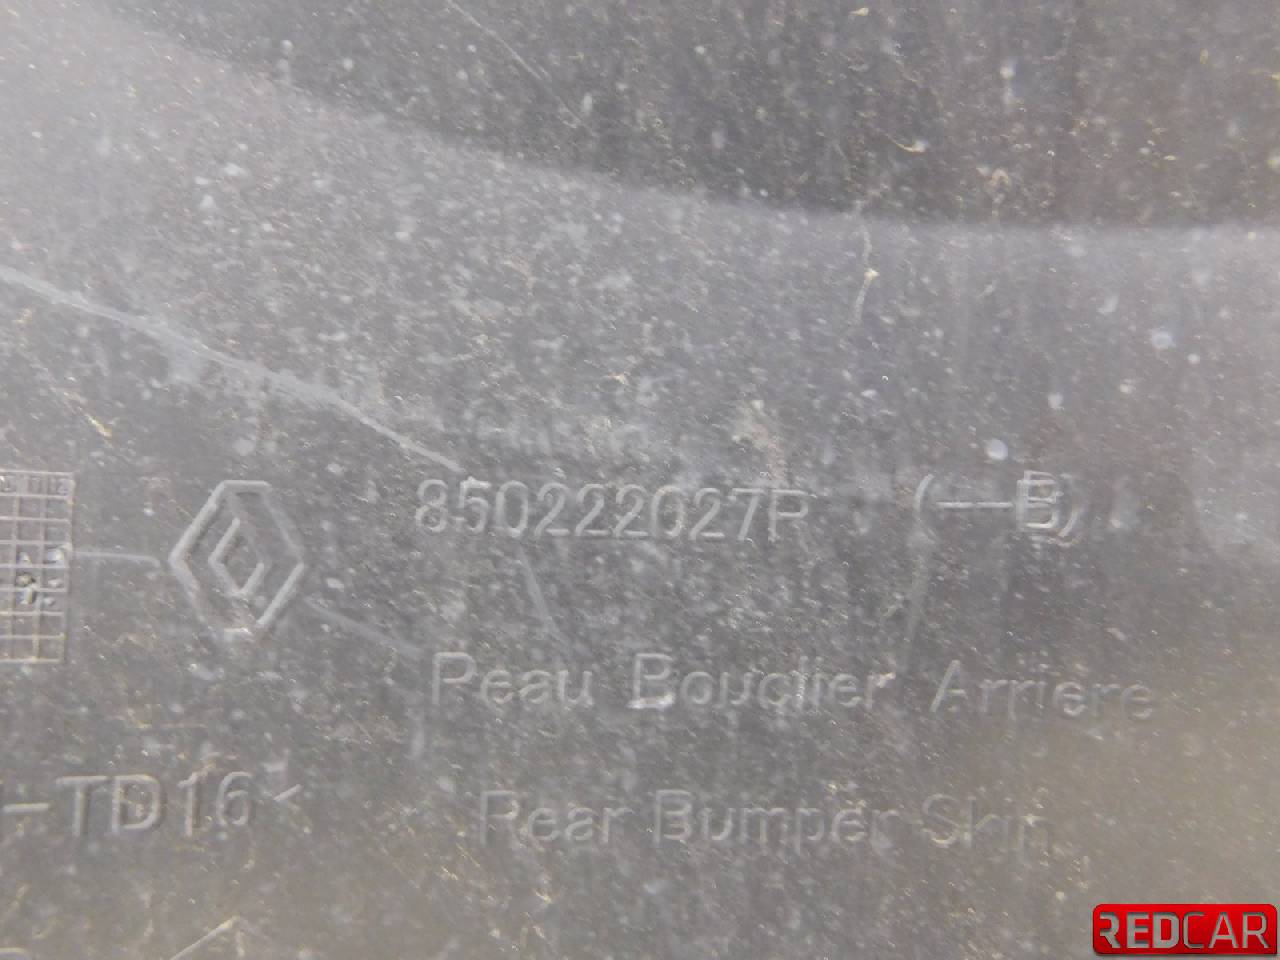 850222027R (--B)
Peau Bouclier Arriere
-TD16<
Rear Bumper Skin
REDCAR